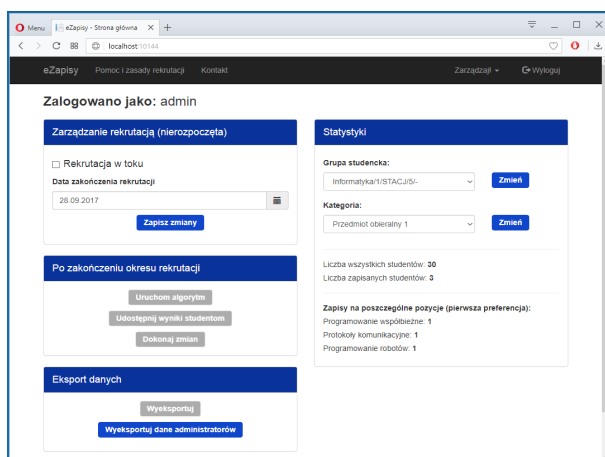 Menu
eZapisy - Strona główna
localhost:10144
eZapisy Pomoc i zasady rekrutacji Kontakt Zarządzaj! Wyloguj
Zalogowano jako: admin
Zarządzanie rekrutacją (nierozpoczęta)
Rekrutacja w toku
Data zakończenia rekrutacji
28.09.2017
Zapisz zmiany
Po zakończeniu okresu rekrutacji
Uruchom algorytm
Udostępnij wyniki studentom
Dokonaj zmian
Eksport danych
Wyeksportuj
Wyeksportuj dane administratorów
Statystyki
Grupa studencka:
Informatyka/1/STACJ/5/- Zmień
Kategoria:
Przedmiot obieralny 1 Zmień
Liczba wszystkich studentów: 30
Liczba zapisanych studentów: 3
Zapisy na poszczególne pozycje (pierwsza preferencja):
Programowanie współbieżne: 1
Protokoły komunikacyjne: 1
Programowanie robotów: 1